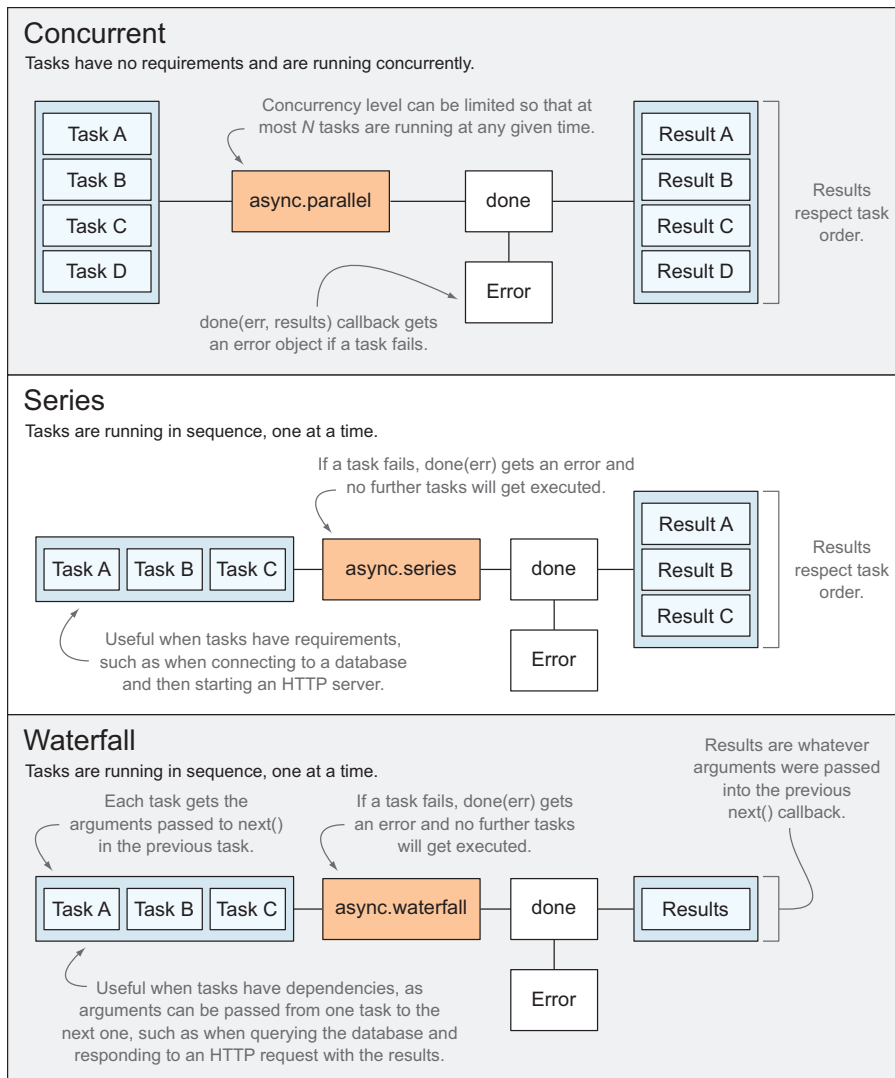 Concurrent
Tasks have no requirements and are running concurrently.
Concurrency level can be limited so that at
most N tasks are running at any given time.
Task A
Task B
Task C
Task D
async.parallel
done
Error
Result A
Result B
Result C
Result D
Results
respect task
order.
done(err, results) callback gets
an error object if a task fails.
Series
Tasks are running in sequence, one at a time.
If a task fails, done(err) gets an error and
no further tasks will get executed.
Task A
Task B
Task C
async.series
done
Error
Result A
Result B
Result C
Results
respect task
order.
Useful when tasks have requirements,
such as when connecting to a database
and then starting an HTTP server.
Waterfall
Tasks are running in sequence, one at a time.
Each task gets the
arguments passed to next()
in the previous task.
If a task fails, done(err) gets
an error and no further tasks
will get executed.
Results are whatever
arguments were passed
into the previous
next() callback.
Task A
Task B
Task C
async.waterfall
done
Error
Results
Useful when tasks have dependencies, as
arguments can be passed from one task to the
next one, such as when querying the database and
responding to an HTTP request with the results.